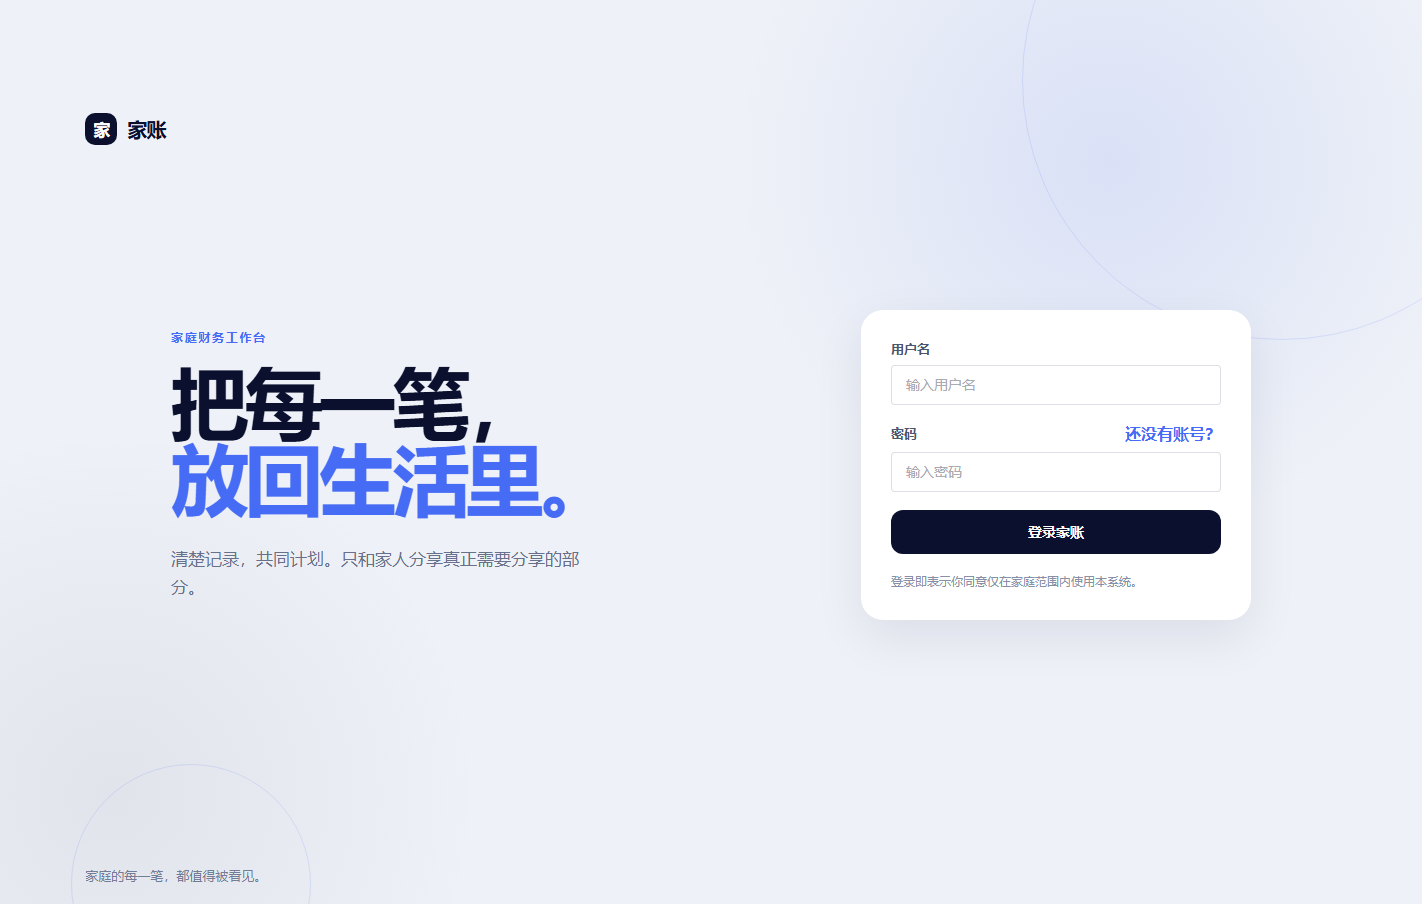 家 家账
家庭财务工作台
把每一笔，
放回生活里。
清楚记录，共同计划。只和家人分享真正需要分享的部
分。
用户名
输入用户名
密码 还没有账号?
输入密码
登录家账
登录即表示你同意仅在家庭范围内使用本系统。
家庭的每一笔，都值得被看见。